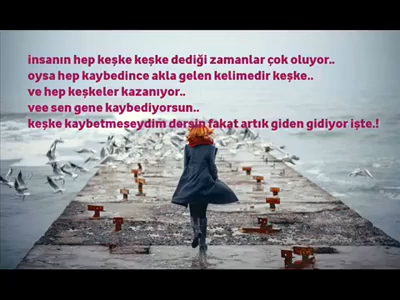 insanın hep keşke keşke dediği zamanlar çok oluyor..
oysa hep kaybedince akla gelen kelimedir keşke..
ve hep keşkeler kazanıyor..
vee sen gene kaybediyorsun..
keşke kaybetmeseydim dersin fakat artık giden gidiyor işte.!